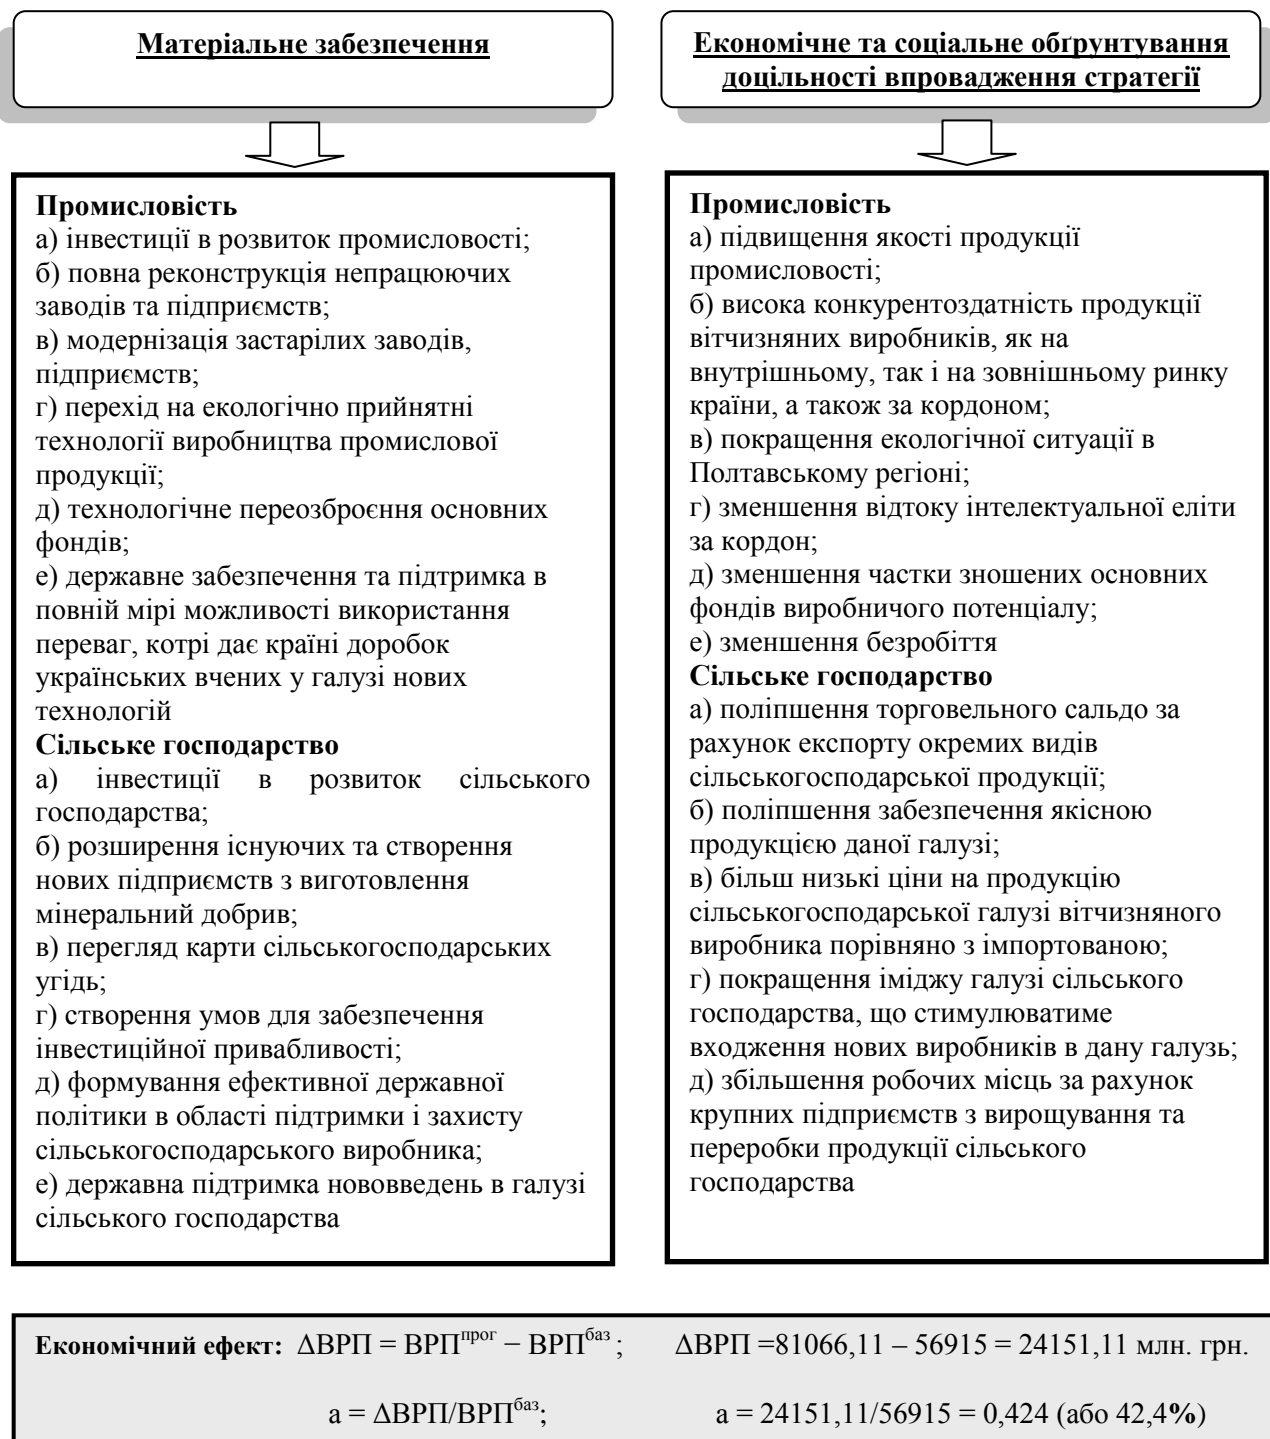 Матеріальне забезпечення
Промисловість
а) інвестиції в розвиток промисловості;
б) повна реконструкція непрацюючих
заводів та підприємств;
в) модернізація застарілих заводів,
підприємств;
г) перехід на екологічно прийнятні
технології виробництва промислової
продукції;
д) технологічне переозброєння основних
фондів;
е) державне забезпечення та підтримка в
повній мірі можливості використання
переваг, котрі дає країні доробок
українських вчених у галузі нових
технологій
Сільське господарство
а) інвестиції в розвиток сільського
господарства;
б) розширення існуючих та створення
нових підприємств з виготовлення
мінеральний добрив;
в) перегляд карти сільськогосподарських
угідь;
г) створення умов для забезпечення
інвестиційної привабливості;
д) формування ефективної державної
політики в області підтримки і захисту
сільськогосподарського виробника;
е) державна підтримка нововведень в галузі
сільського господарства
Економічне та соціальне обґрунтування
доцільності впровадження стратегії
Промисловість
а) підвищення якості продукції
промисловості;
б) висока конкурентоздатність продукції
вітчизняних виробників, як на
внутрішньому, так і на зовнішньому ринку
країни, а також за кордоном;
в) покращення екологічної ситуації в
Полтавському регіоні;
г) зменшення відтоку інтелектуальної еліти
за кордон;
д) зменшення частки зношених основних
фондів виробничого потенціалу;
е) зменшення безробіття
Сільське господарство
а) поліпшення торговельного сальдо за
рахунок експорту окремих видів
сільськогосподарської продукції;
б) поліпшення забезпечення якісною
продукцією даної галузі;
в) більш низькі ціни на продукцію
сільськогосподарської галузі вітчизняного
виробника порівняно з імпортованою;
г) покращення іміджу галузі сільського
господарства, що стимулюватиме
входження нових виробників в дану галузь;
д) збільшення робочих місць за рахунок
крупних підприємств з вирощування та
переробки продукції сільського
господарства
Економічний ефект: ΔВРП = ВРП^прог − ВРП^баз ; ΔВРП =81066,11 – 56915 = 24151,11 млн. грн.
а = ΔВРП/ВРП^баз; а = 24151,11/56915 = 0,424 (або 42,4%)